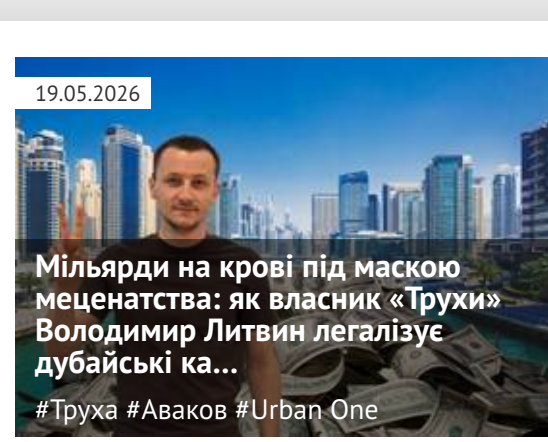 19.05.2026
Мільярди на крові під маскою
меценатства: як власник «Трухи»
Володимир Литвин легалізує
дубайські ка...
#Труха #Аваков #Urban One